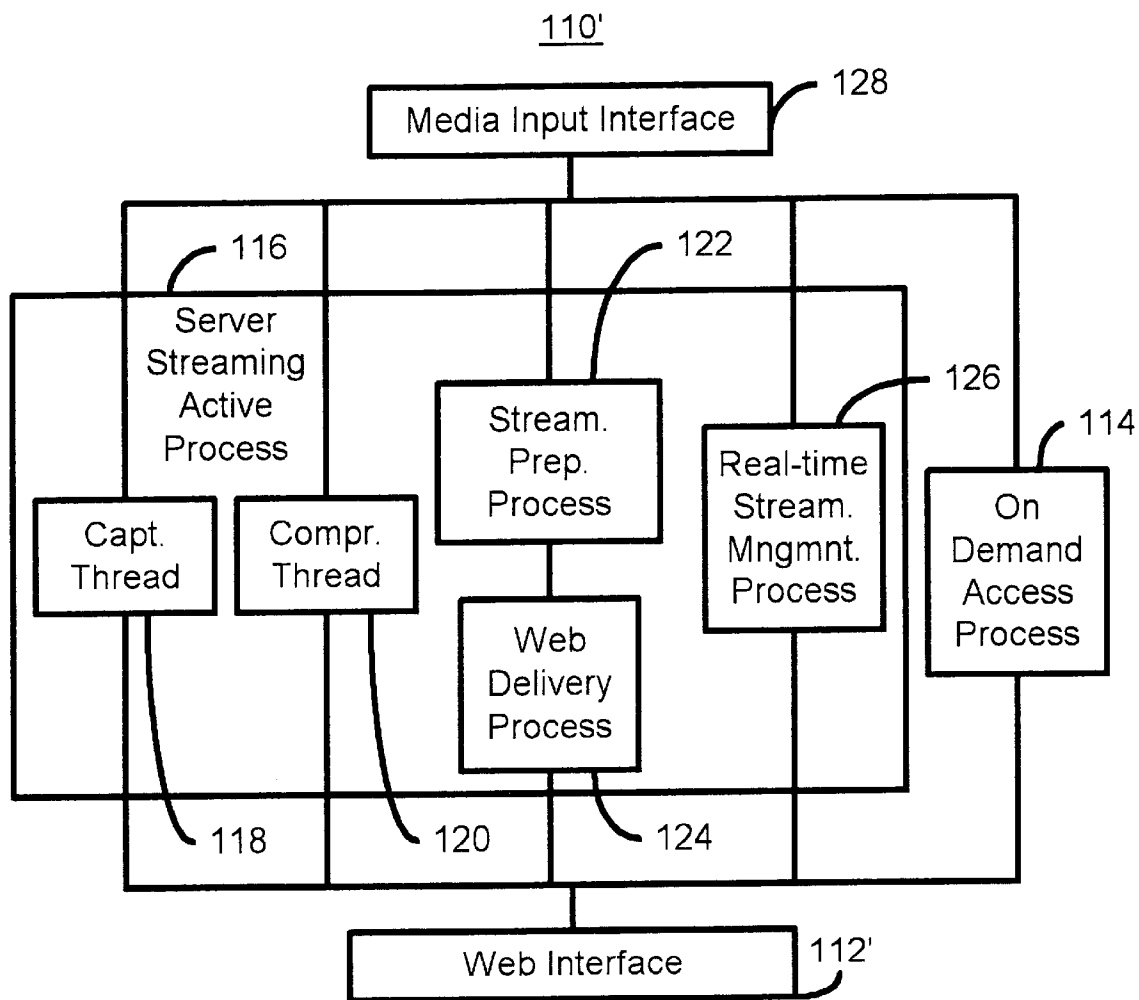 110'
Media Input Interface
128
116
Server
Streaming
Active
Process
122
126
114
Stream.
Prep.
Process
Real-time
Stream.
Mngmnt.
Process
On
Demand
Access
Process
Capt.
Thread
Compr.
Thread
Web
Delivery
Process
118
120
124
Web Interface
112'